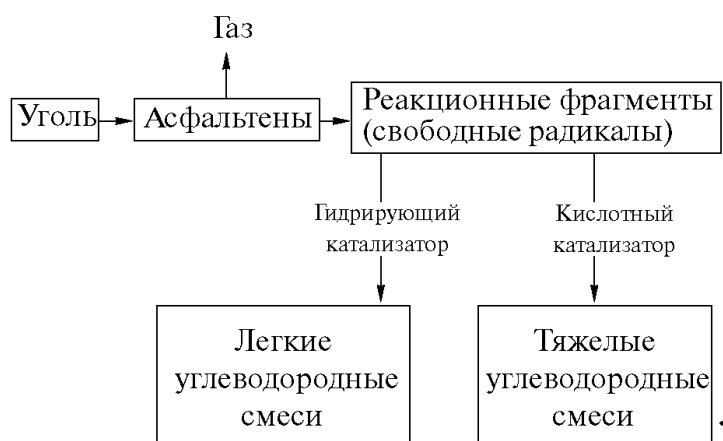 Газ
Уголь
Асфальтены
Реакционные фрагменты
(свободные радикалы)
Гидрирующий
катализатор
Кислотный
катализатор
Легкие
углеводородные
смеси
Тяжелые
углеводородные
смеси
.